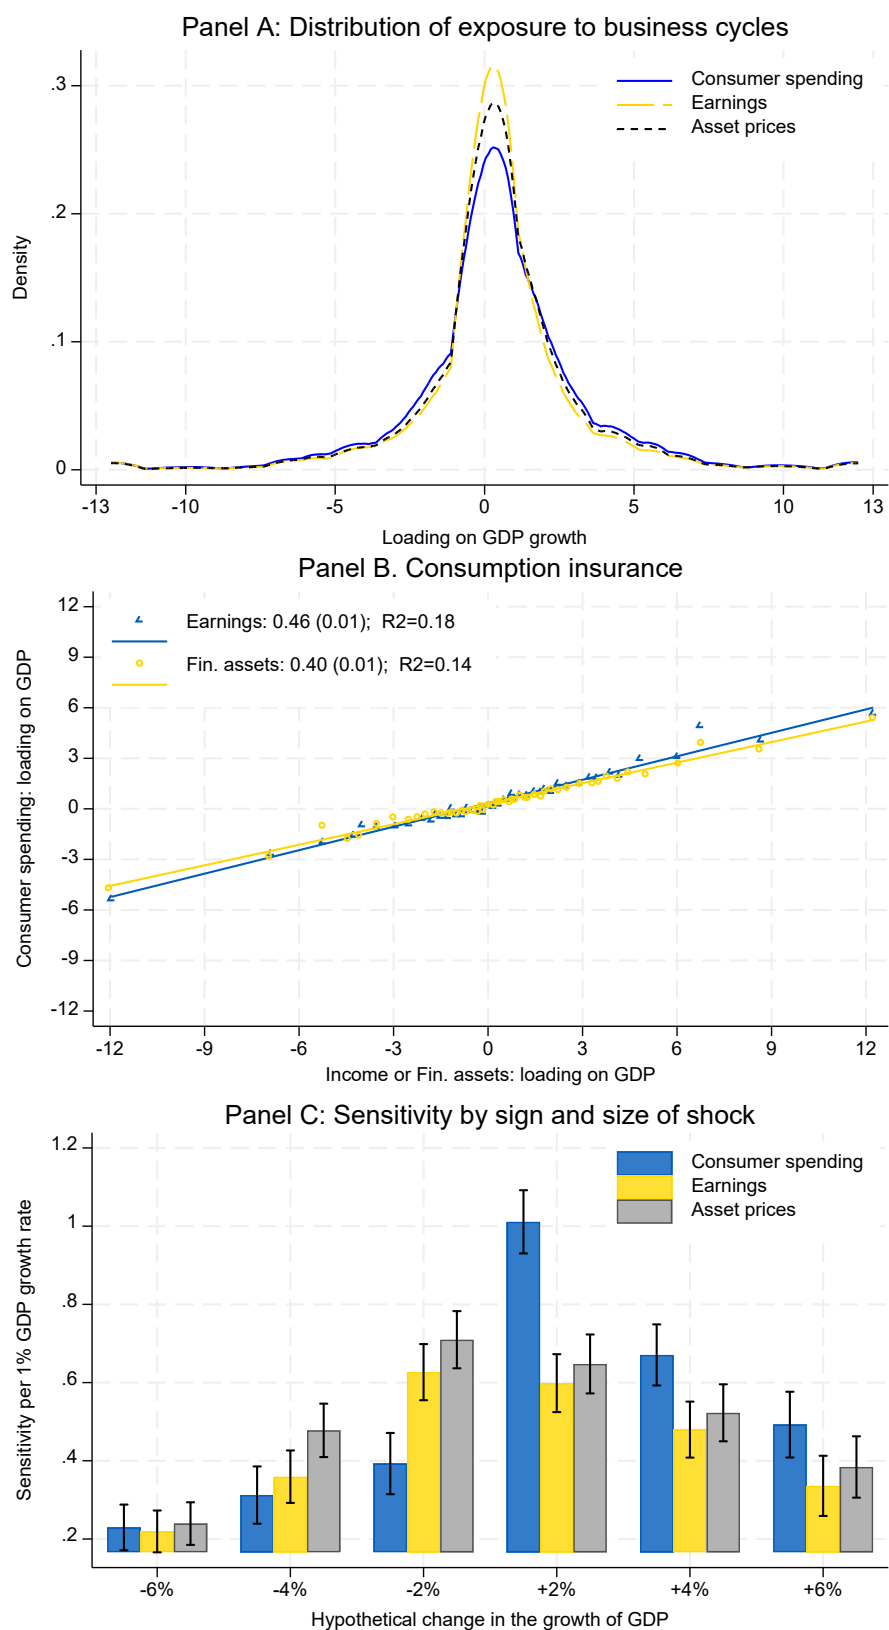 Panel A: Distribution of exposure to business cycles
Consumer spending
Earnings
Asset prices
Density
.3
.2
.1
0
-13 -10 -5 0 5 10 13
Loading on GDP growth
Panel B. Consumption insurance
Earnings: 0.46 (0.01); R2=0.18
Fin. assets: 0.40 (0.01); R2=0.14
Consumer spending: loading on GDP
12
9
6
3
0
-3
-6
-9
-12
-12 -9 -6 -3 0 3 6 9 12
Income or Fin. assets: loading on GDP
Panel C: Sensitivity by sign and size of shock
Consumer spending
Earnings
Asset prices
Sensitivity per 1% GDP growth rate
1.2
1
.8
.6
.4
.2
-6% -4% -2% +2% +4% +6%
Hypothetical change in the growth of GDP